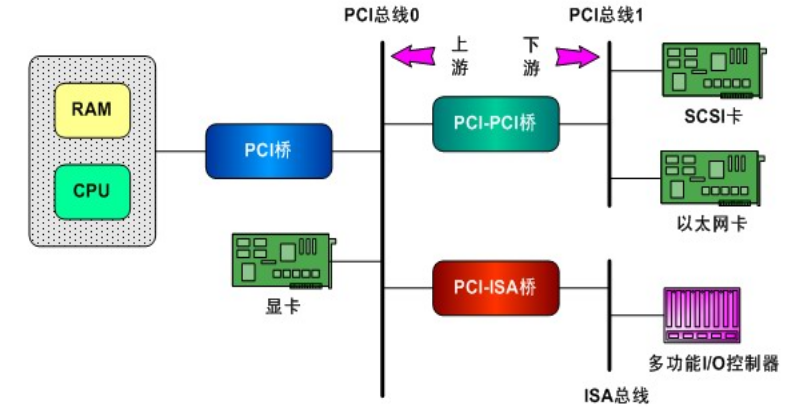 PCI总线0
PCI总线1
上游
下游
RAM
CPU
PCI桥
PCI-PCI桥
SCSI卡
以太网卡
显卡
PCI-ISA桥
多功能I/O控制器
ISA总线